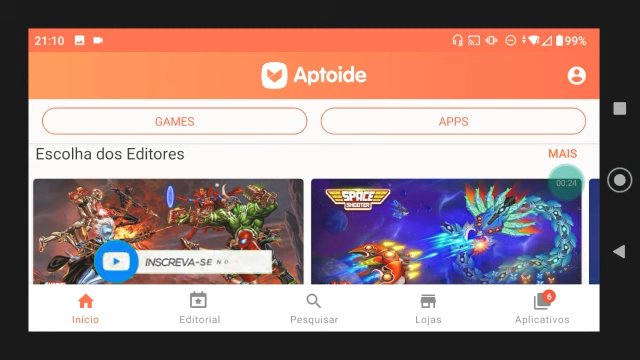 21:10
99%
Aptoide
GAMES
APPS
Escolha dos Editores
MAIS
00:24
SPACE
SHOOTER
INSCREVA-SE NO
6
Início
Editorial
Pesquisar
Lojas
Aplicativos